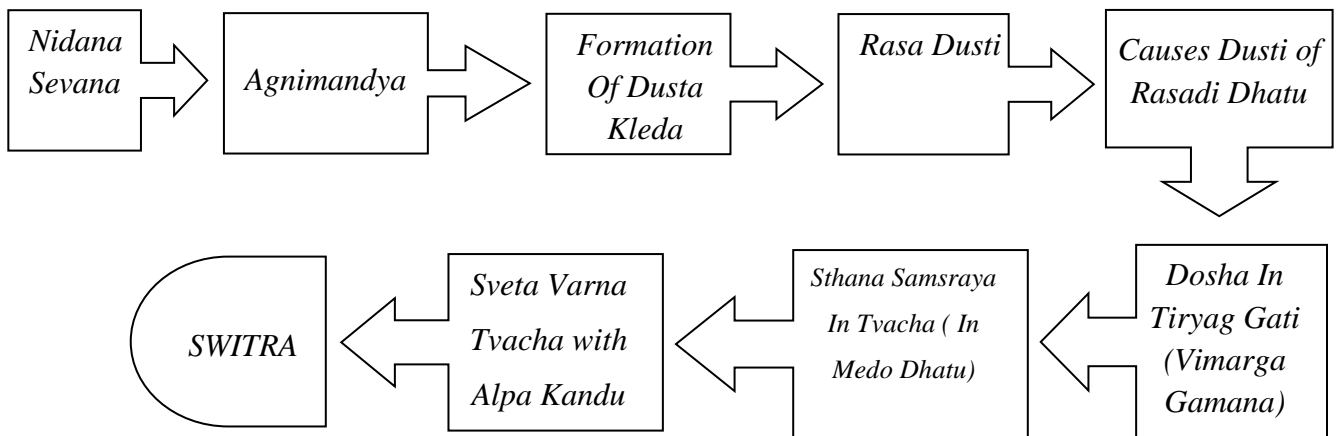 Nidana
Sevana
Agnimandya
Formation
Of Dusta
Kleda
Rasa Dusti
Causes Dusti of
Rasadi Dhatu
Dosha In
Tiryag Gati
(Vimarga
Gamana)
Sthana Samsraya
In Tvacha ( In
Medo Dhatu)
Sveta Varna
Tvacha with
Alpa Kandu
SWITRA